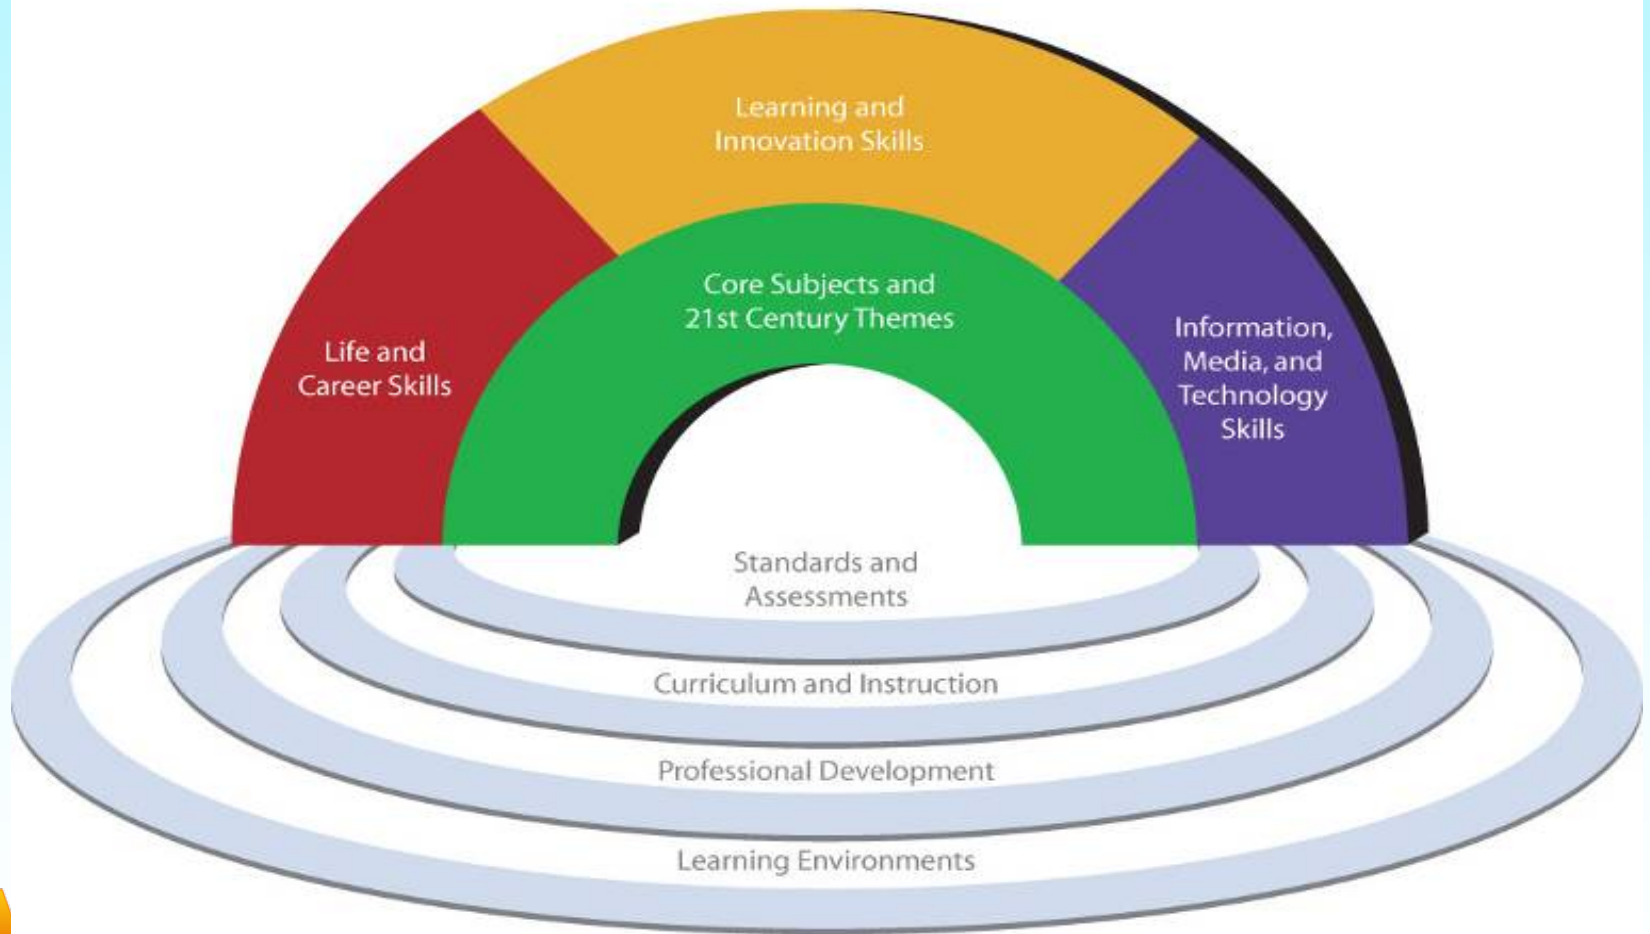 Learning and
Innovation Skills
Core Subjects and
21st Century Themes
Life and
Career Skills
Information,
Media, and
Technology
Skills
Standards and
Assessments
Curriculum and Instruction
Professional Development
Learning Environments